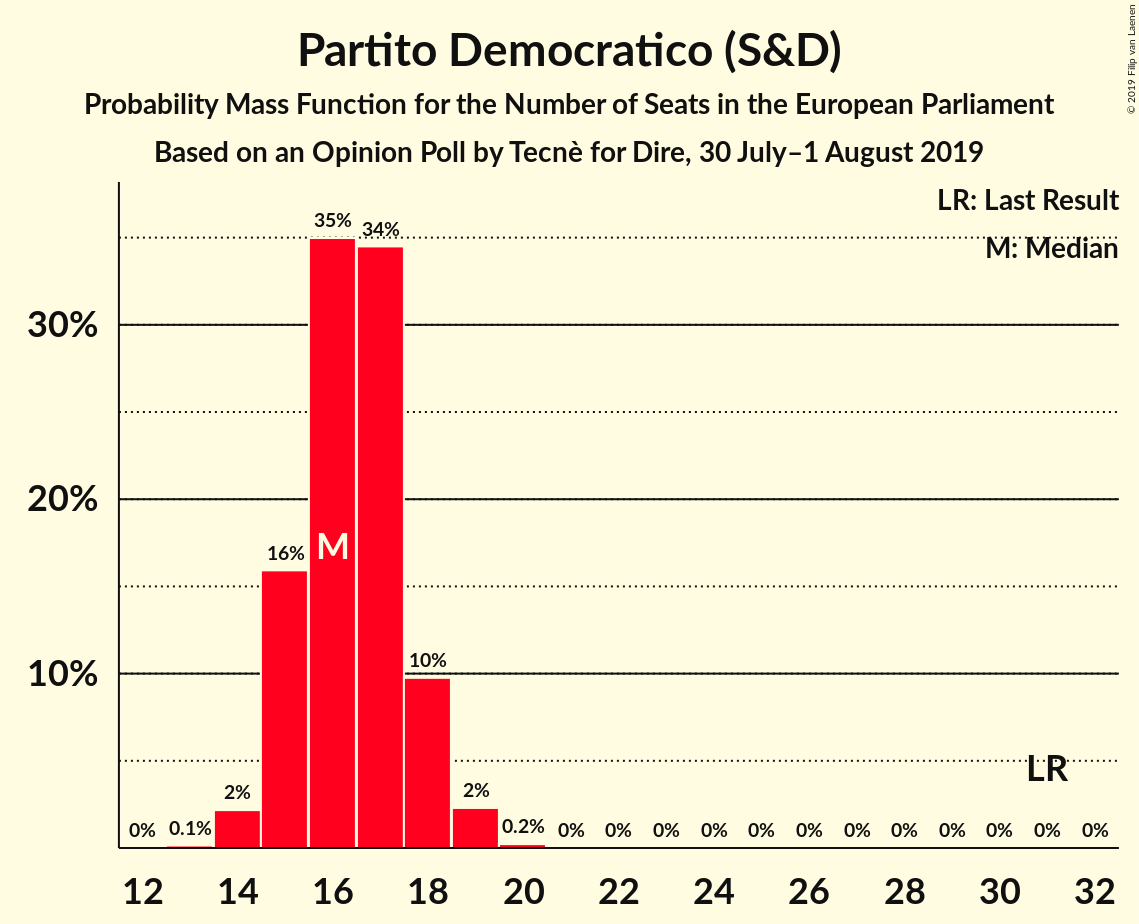 Partito Democratico (S&D)
Probability Mass Function for the Number of Seats in the European Parliament
Based on an Opinion Poll by Tecnè for Dire, 30 July–1 August 2019
© 2019 Filip van Laenen
LR: Last Result
M: Median
30%
20%
10%
0% 0.1% 2% 16% 35% 34% 10% 2% 0.2% 0% 0% 0% 0% 0% 0% 0% 0% 0% 0% 0% 0%
M
LR
12 14 16 18 20 22 24 26 28 30 32